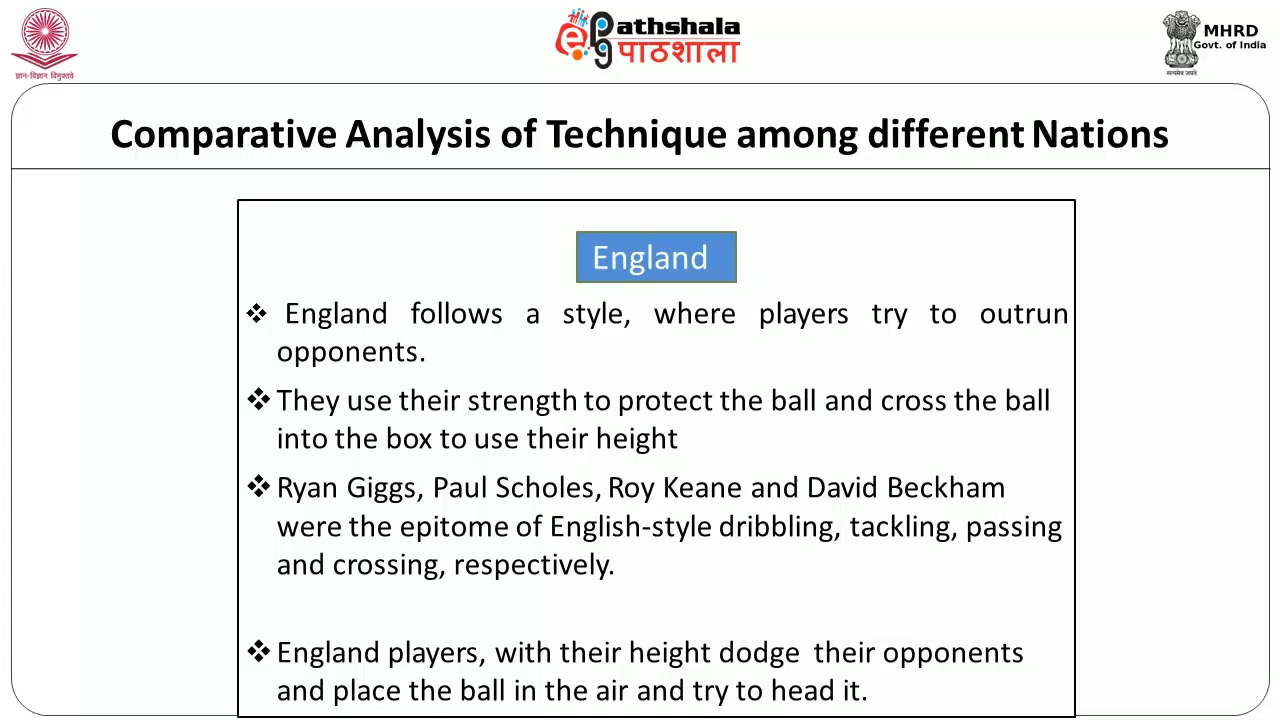 ज्ञान-विज्ञान विमुक्तये
ePathshala
पाठशाला
MHRD
Govt. of India
सत्यमेव जयते
Comparative Analysis of Technique among different Nations
England
❖ England follows a style, where players try to outrun
opponents.
❖ They use their strength to protect the ball and cross the ball
into the box to use their height
❖ Ryan Giggs, Paul Scholes, Roy Keane and David Beckham
were the epitome of English-style dribbling, tackling, passing
and crossing, respectively.
❖ England players, with their height dodge their opponents
and place the ball in the air and try to head it.